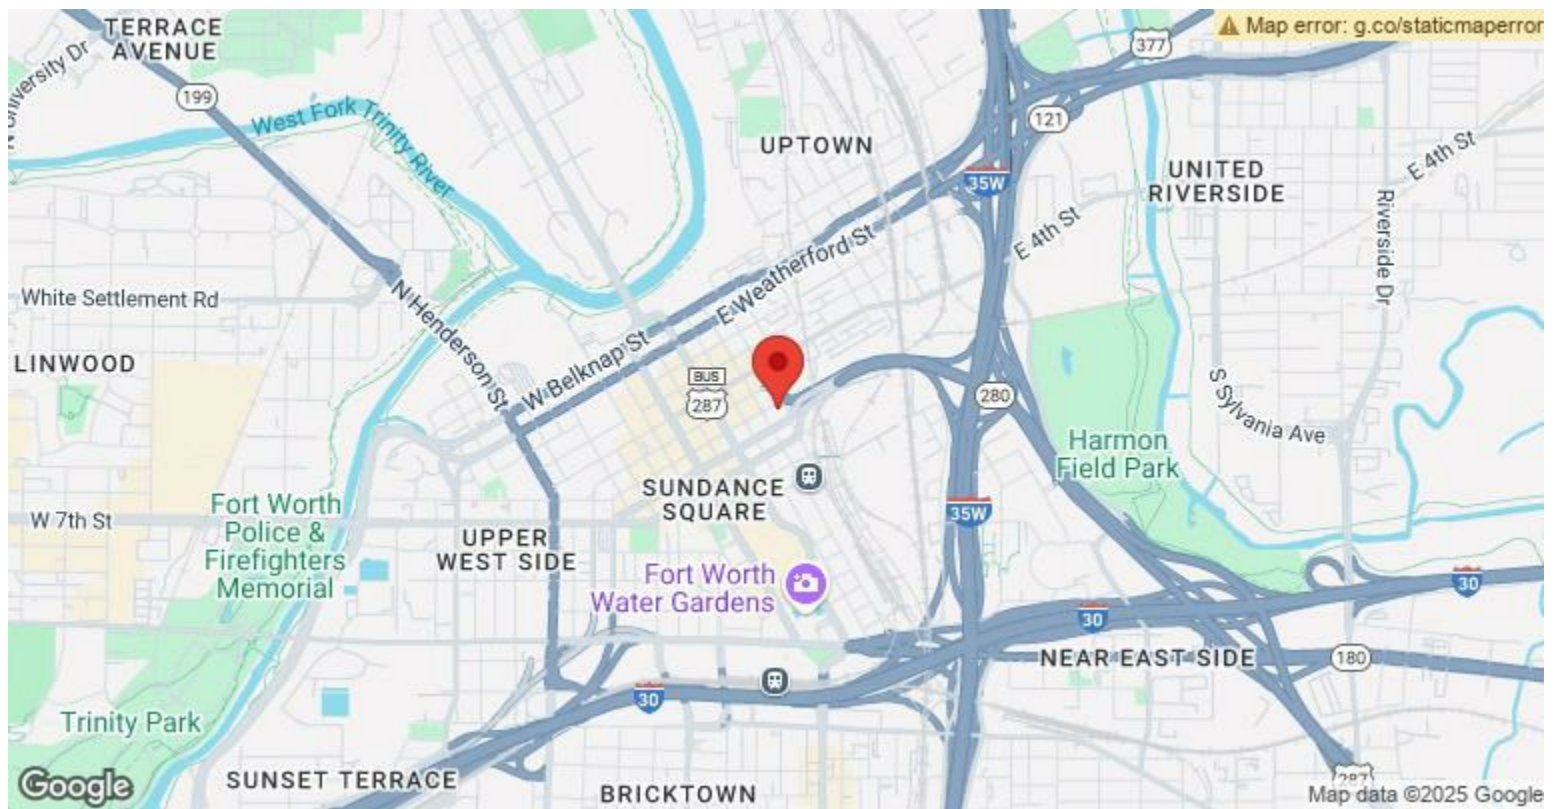 TERRACE
AVENUE
Map error: g.co/staticmaperror
377
N University Dr
199
West Fork Trinity River
121
UPTOWN
E 4th St
UNITED
RIVERSIDE
35W
Riverside Dr
E 4th St
E Weatherford St
White Settlement Rd
N Henderson St
W Belknap St
LINWOOD
BUS
287
280
S Sylvania Ave
Harmon
Field Park
SUNDANCE
SQUARE
Fort Worth
Police &
Firefighters
Memorial
W 7th St
35W
UPPER
WEST SIDE
Fort Worth
Water Gardens
30
30
NEAR EAST SIDE
180
30
Trinity Park
SUNSET TERRACE
BRICKTOWN
287
Google
Map data ©2025 Google